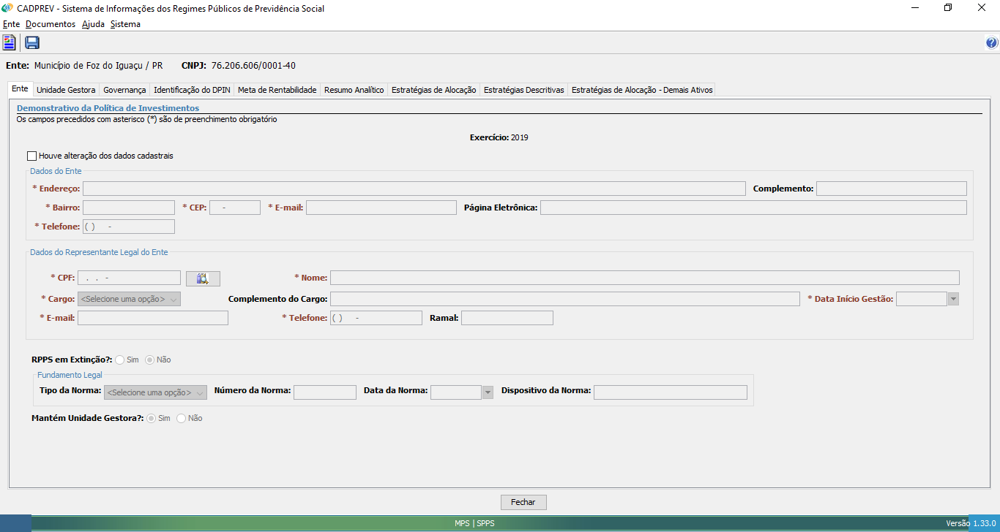 CADPREV - Sistema de Informações dos Regimes Públicos de Previdência Social
Ente Documentos Ajuda Sistema
Ente: Município de Foz do Iguaçu / PR CNPJ: 76.206.606/0001-40
Ente Unidade Gestora Governança Identificação do DPIN Meta de Rentabilidade Resumo Analítico Estratégias de Alocação Estratégias Descritivas Estratégias de Alocação - Demais Ativos
Demonstrativo da Política de Investimentos
Os campos precedidos com asterisco (*) são de preenchimento obrigatório
Exercício: 2019
Houve alteração dos dados cadastrais
Dados do Ente
* Endereço: Complemento:
* Bairro: * CEP: - * E-mail: Página Eletrônica:
* Telefone: ( ) -
Dados do Representante Legal do Ente
* CPF: . . - * Nome:
* Cargo: <Selecione uma opção> Complemento do Cargo: * Data Início Gestão:
* E-mail: * Telefone: ( ) - Ramal:
RPPS em Extinção?: Sim Não
Fundamento Legal
Tipo da Norma: <Selecione uma opção> Número da Norma: Data da Norma: Dispositivo da Norma:
Mantém Unidade Gestora?: Sim Não
Fechar
MPS | SPPS Versão 1.33.0